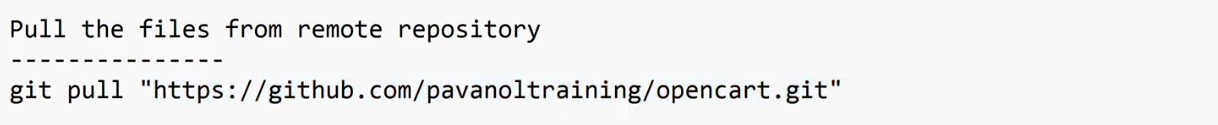 Pull the files from remote repository
---------------
git pull "https://github.com/pavanoltraining/opencart.git"